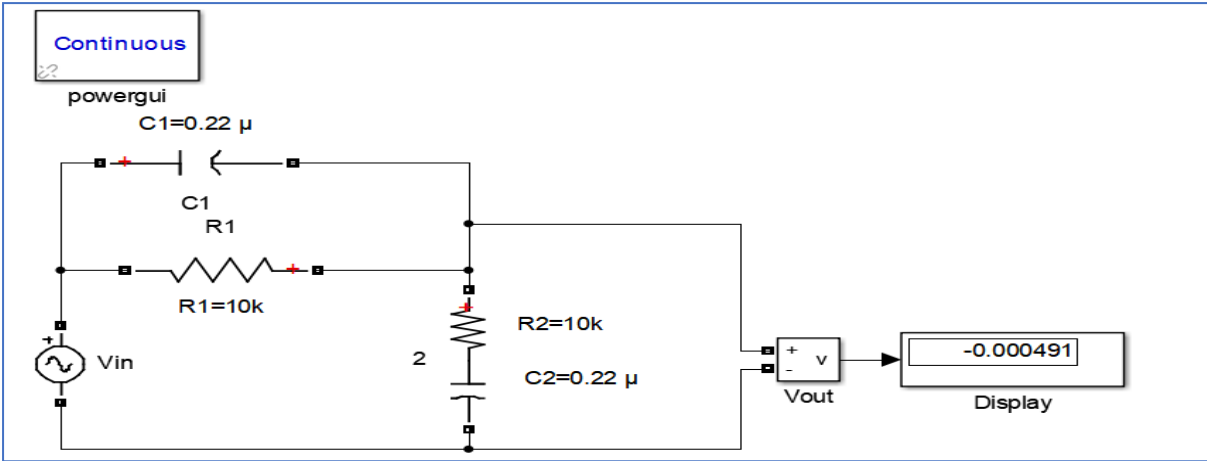 Continuous
powergui
C1=0.22 µ
C1
R1
R1=10k
+
Vin
2
R2=10k
C2=0.22 µ
+
-
v
Vout
-0.000491
Display